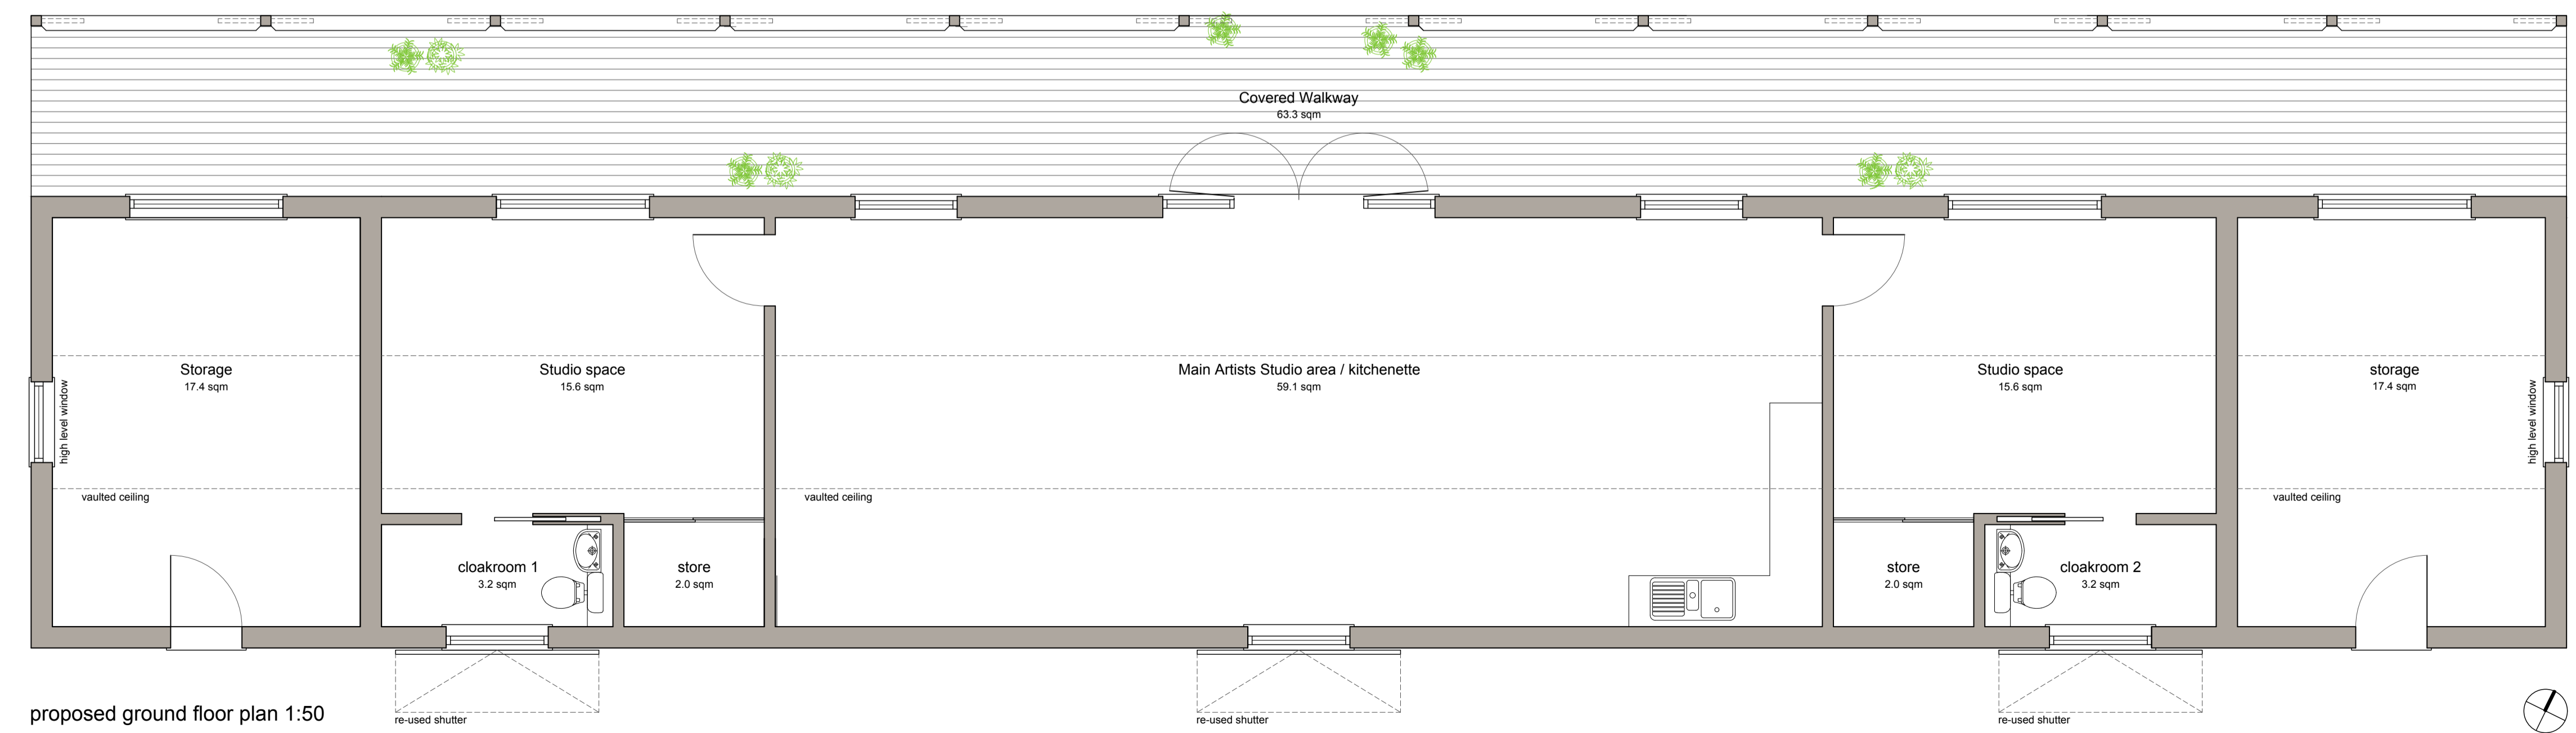 Covered Walkway
63.3 sqm
Storage
17.4 sqm
Studio space
15.6 sqm
Main Artists Studio area / kitchenette
59.1 sqm
Studio space
15.6 sqm
storage
17.4 sqm
high level window
high level window
vaulted ceiling
vaulted ceiling
vaulted ceiling
cloakroom 1
3.2 sqm
store
2.0 sqm
store
2.0 sqm
cloakroom 2
3.2 sqm
proposed ground floor plan 1:50
re-used shutter
re-used shutter
re-used shutter